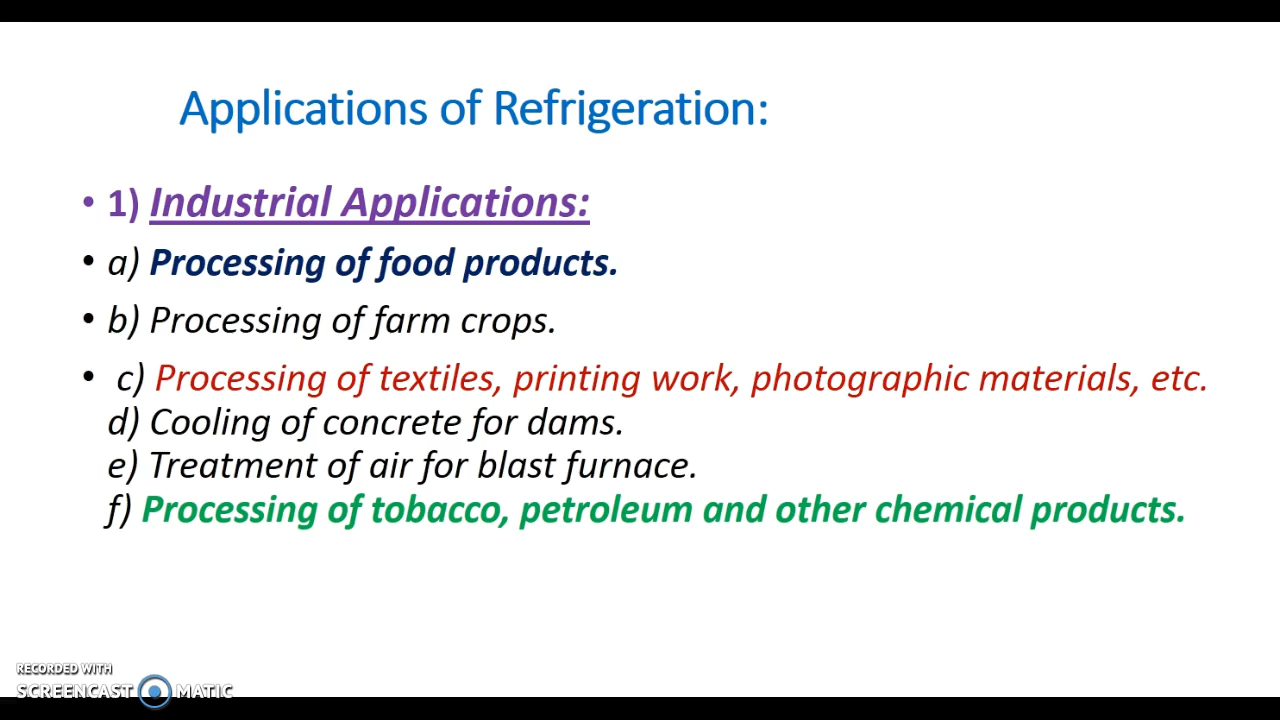 Applications of Refrigeration:
• 1) Industrial Applications:
• a) Processing of food products.
• b) Processing of farm crops.
• c) Processing of textiles, printing work, photographic materials, etc.
d) Cooling of concrete for dams.
e) Treatment of air for blast furnace.
f) Processing of tobacco, petroleum and other chemical products.
RECORDED WITH
SCREENCAST MATIC